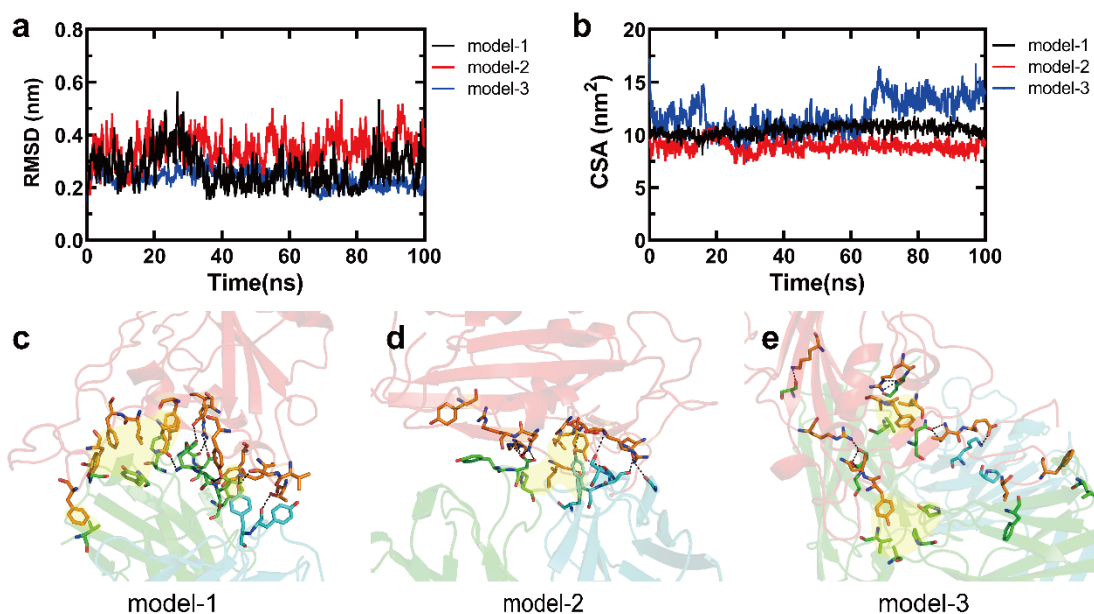 a
0.8
0.6
0.4
0.2
0.0
RMSD (nm)
0 20 40 60 80 100
Time(ns)
model-1
model-2
model-3
b
20
15
10
5
0
CSA (nm²)
0 20 40 60 80 100
Time(ns)
model-1
model-2
model-3
c
d
e
model-1
model-2
model-3